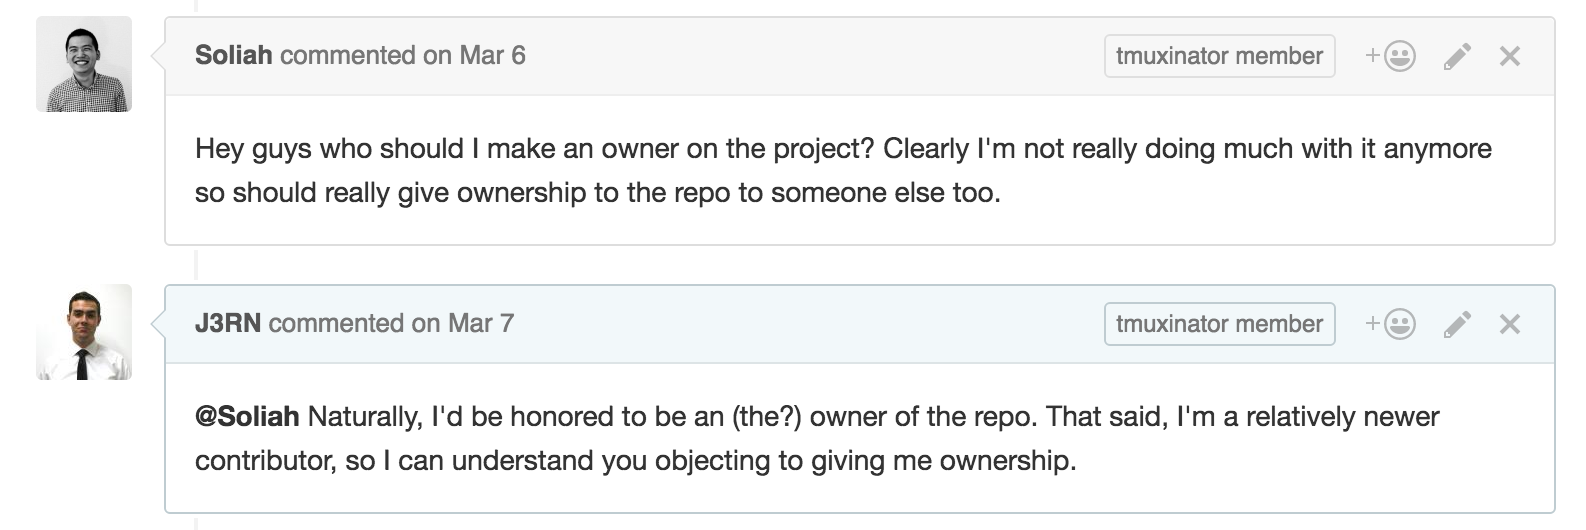 Soliah commented on Mar 6
tmuxinator member
+
Hey guys who should I make an owner on the project? Clearly I'm not really doing much with it anymore
so should really give ownership to the repo to someone else too.
J3RN commented on Mar 7
tmuxinator member
+
@Soliah Naturally, I'd be honored to be an (the?) owner of the repo. That said, I'm a relatively newer
contributor, so I can understand you objecting to giving me ownership.